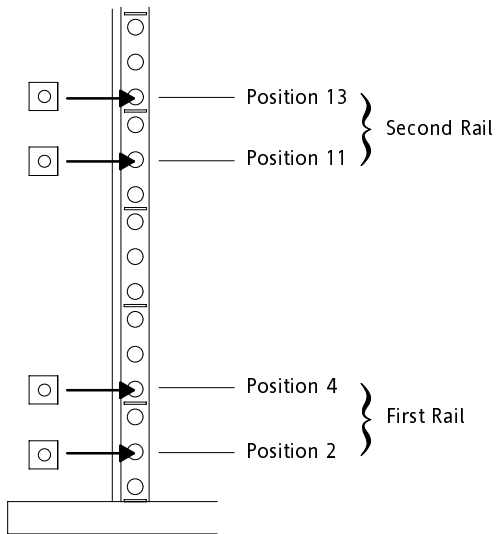 Position 13
Second Rail
Position 11
Position 4
First Rail
Position 2